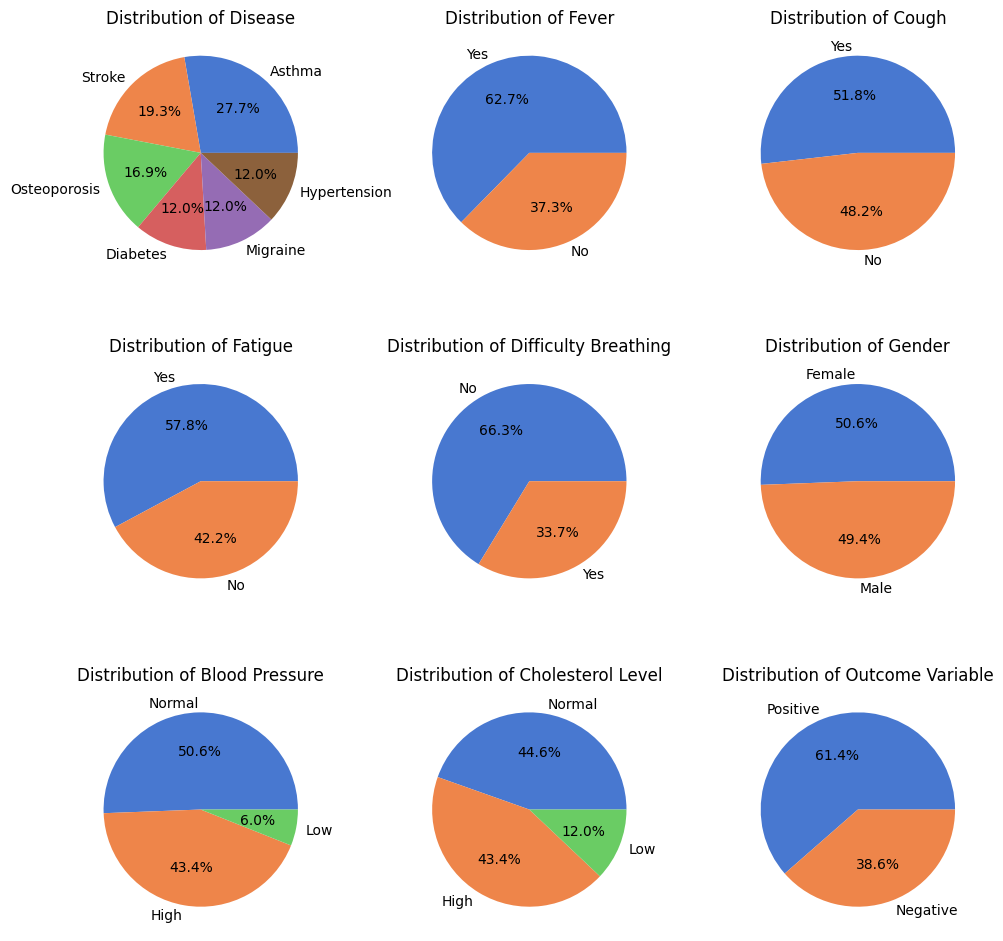 Distribution of Disease
Asthma
27.7%
Stroke
19.3%
Osteoporosis
16.9%
Diabetes
12.0%
Migraine
12.0%
Hypertension
12.0%
Distribution of Fever
Yes
62.7%
No
37.3%
Distribution of Cough
Yes
51.8%
No
48.2%
Distribution of Fatigue
Yes
57.8%
No
42.2%
Distribution of Difficulty Breathing
No
66.3%
Yes
33.7%
Distribution of Gender
Female
50.6%
Male
49.4%
Distribution of Blood Pressure
Normal
50.6%
High
43.4%
Low
6.0%
Distribution of Cholesterol Level
Normal
44.6%
High
43.4%
Low
12.0%
Distribution of Outcome Variable
Positive
61.4%
Negative
38.6%